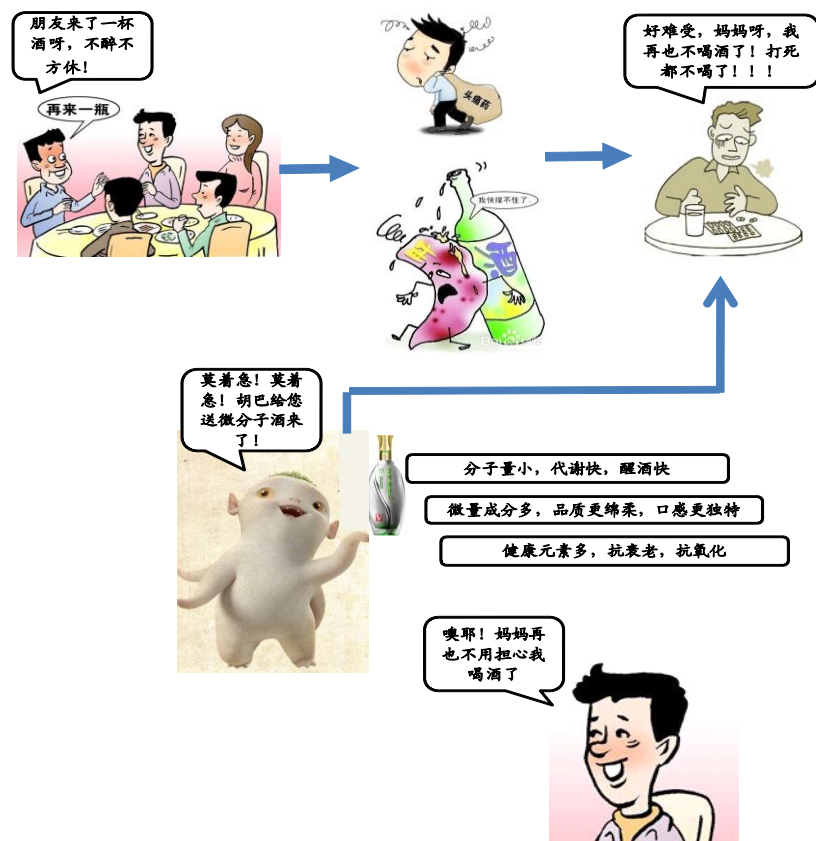 朋友来了一杯
酒呀，不醉不
方休！
再来一瓶
头痛药
好难受，妈妈呀，我
再也不喝酒了！打死
都不喝了！！！
我快撑不住了.
肝
酒
莫着急！莫着
急！胡巴给您
送微分子酒来
了！
分子量小，代谢快，醒酒快
微量成分多，品质更绵柔，口感更独特
健康元素多，抗衰老，抗氧化
噢耶！妈妈再
也不用担心我
喝酒了